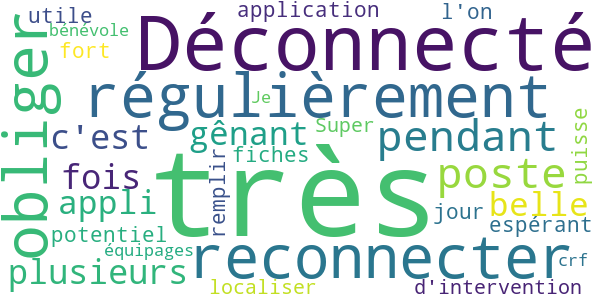 utile application l'on
bénévole
fort Déconnecté
obliger régulièrement Je
c'est gênant Super pendant puisse
fois remplir fiches très poste
appli jour belle
potentiel espérant
équipages reconnecter crf
plusieurs localiser d'intervention